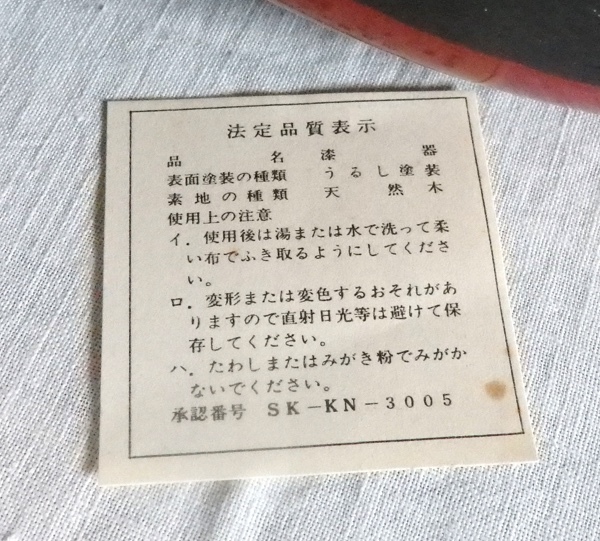 法定品質表示
品名 漆器
表面塗装の種類 うるし塗装
素地の種類 天然木
使用上の注意
イ．使用後は湯または水で洗って柔
い布でふき取るようにしてくださ
い。
ロ．変形または変色するおそれがあ
りますので直射日光等は避けて保
存してください。
ハ．たわしまたはみがき粉でみがか
ないでください。
承認番号 SK－KN－3005